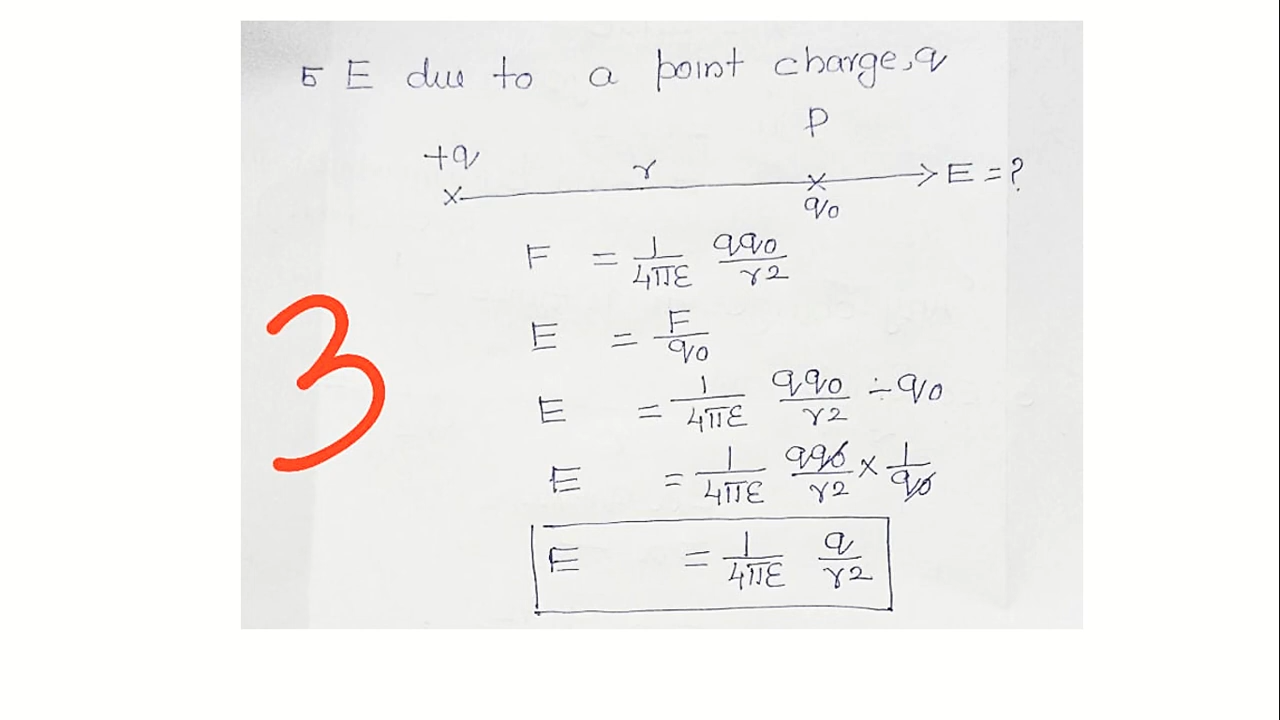 5 E due to a point charge, q
P
+q
r
E = ?
q0
F = 1/4πε qq0/r2
E = F/q0
E = 1/4πε qq0/r2 ÷ q0
E = 1/4πε qq0/r2 × 1/q0
E = 1/4πε q/r2
3